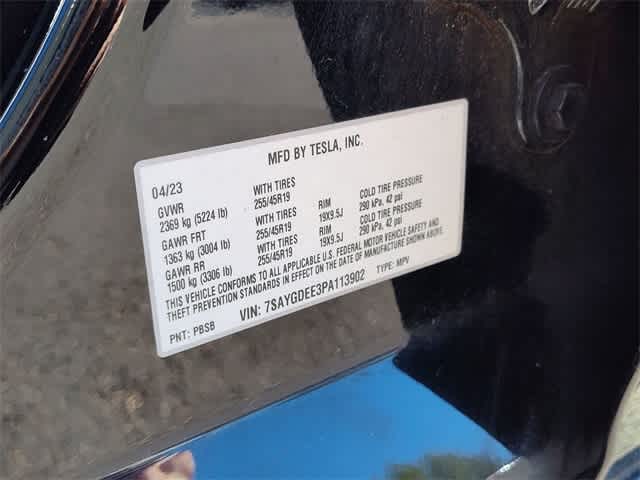 MFD BY TESLA, INC.
04/23
GVWR WITH TIRES RIM COLD TIRE PRESSURE
2369 kg (5224 lb) 255/45R19 19X9.5J 290 kPa, 42 psi
GAWR FRT WITH TIRES RIM COLD TIRE PRESSURE
1363 kg (3004 lb) 255/45R19 19X9.5J 290 kPa, 42 psi
GAWR RR WITH TIRES
1500 kg (3306 lb) 255/45R19
THIS VEHICLE CONFORMS TO ALL APPLICABLE U.S. FEDERAL MOTOR VEHICLE SAFETY AND
THEFT PREVENTION STANDARDS IN EFFECT ON THE DATE OF MANUFACTURE SHOWN ABOVE.
PNT: PBSB VIN: 7SAYGDEE3PA113902 TYPE: MPV